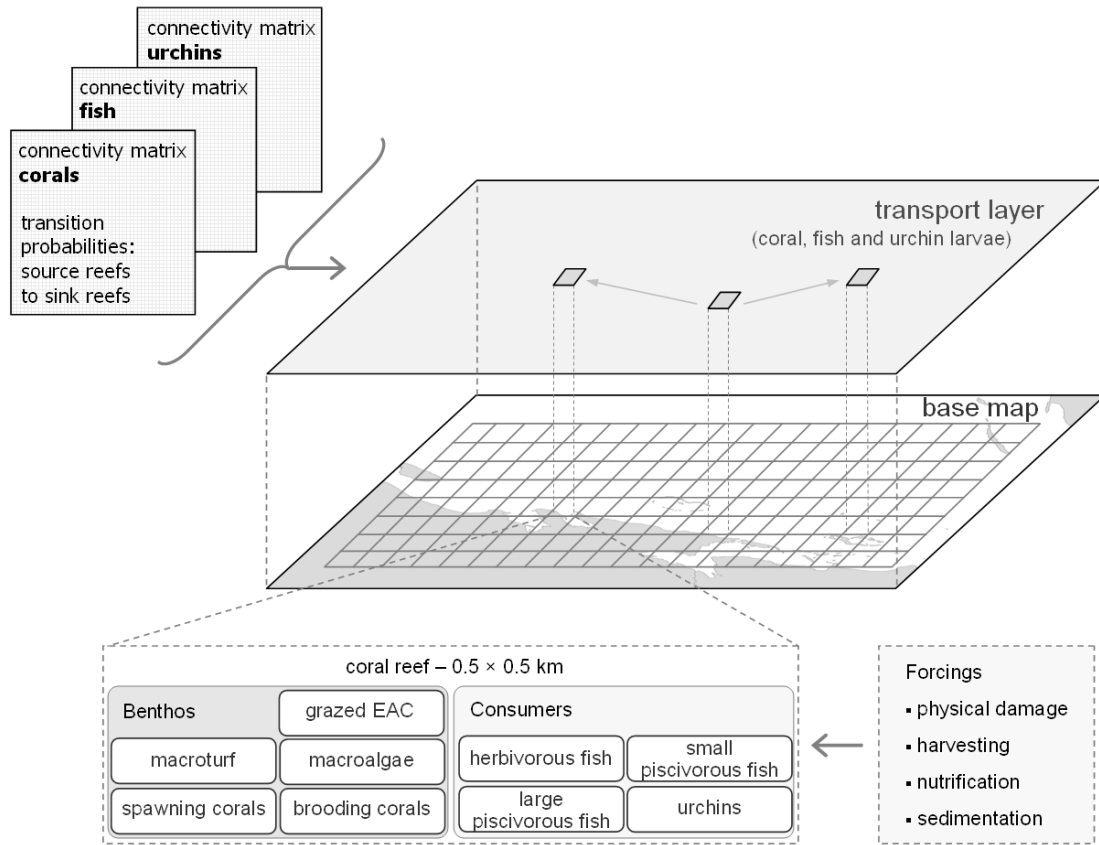 connectivity matrix
urchins
connectivity matrix
fish
connectivity matrix
corals
transition
probabilities:
source reefs
to sink reefs
transport layer
(coral, fish and urchin larvae)
base map
coral reef – 0.5 × 0.5 km
Benthos
grazed EAC
macroturf
macroalgae
spawning corals
brooding corals
Consumers
herbivorous fish
small
piscivorous fish
large
piscivorous fish
urchins
Forcings
▪ physical damage
▪ harvesting
▪ nutrification
▪ sedimentation